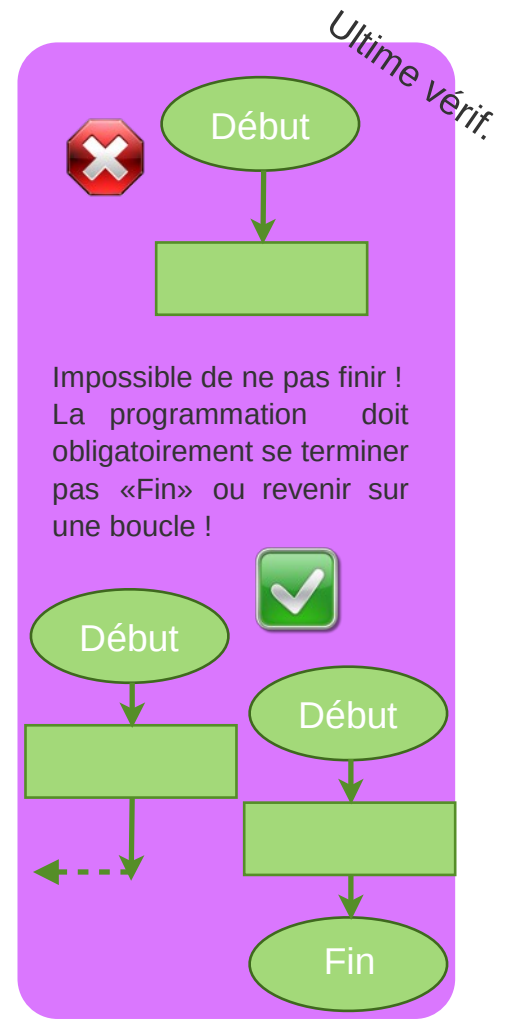 Ultime vérif.
Début
Impossible de ne pas finir !
La programmation doit
obligatoirement se terminer
pas «Fin» ou revenir sur
une boucle !
Début
Début
Fin